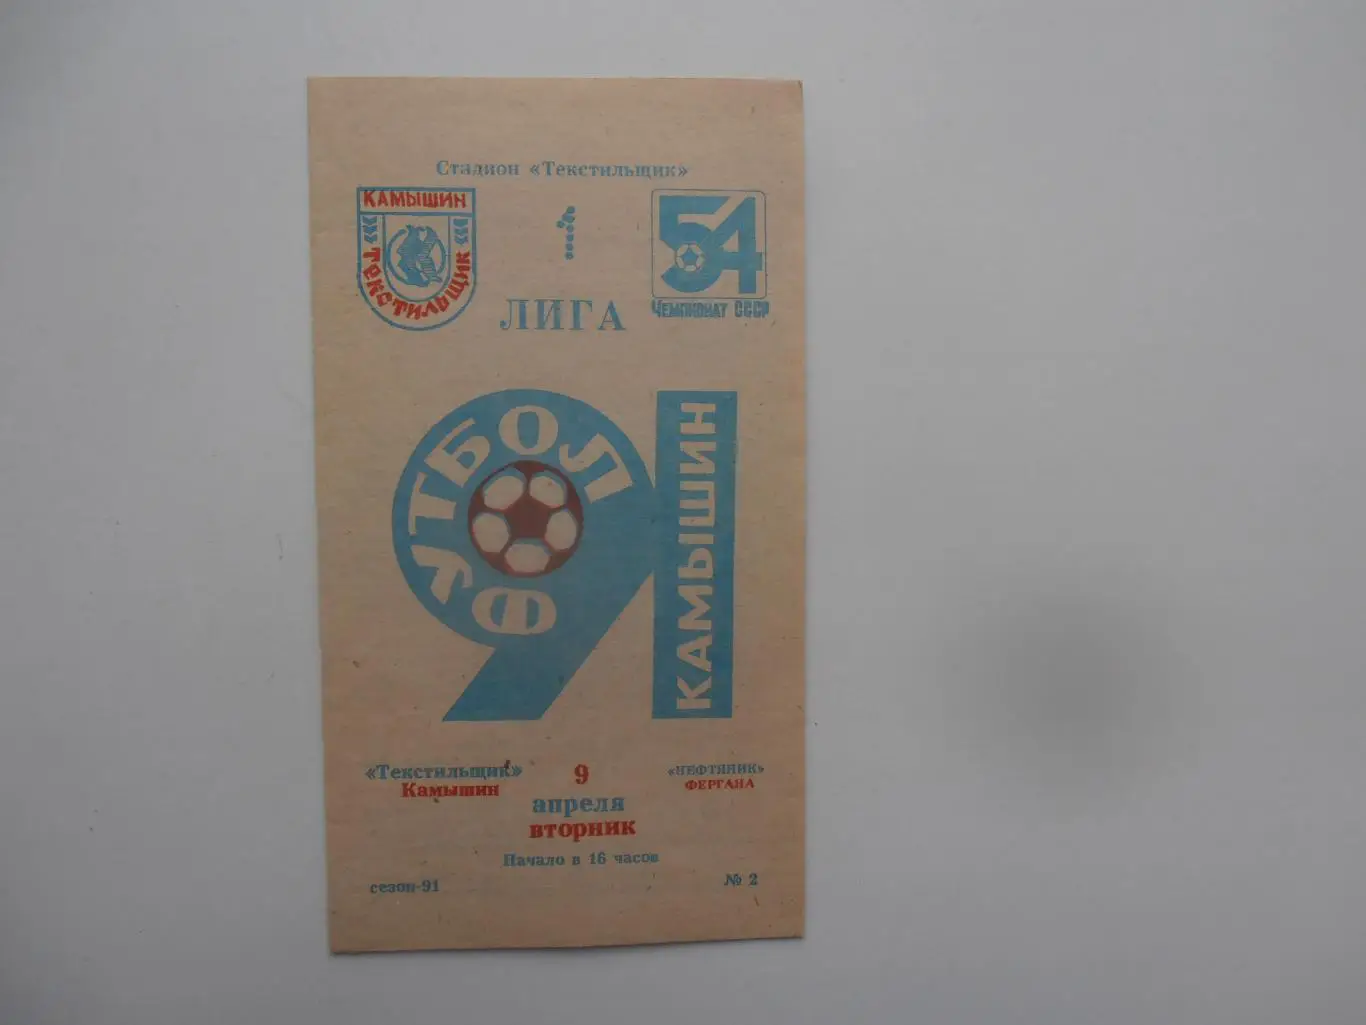 Стадион «Текстильщик»
КАМЫШИН
ТЕКСТИЛЬЩИК
1
54
ЧЕМПИОНАТ СССР
ЛИГА
ФУТБОЛ
91
КАМЫШИН
«Текстильщик»
Камышин
9
апреля
вторник
«НЕФТЯНИК»
ФЕРГАНА
Начало в 16 часов
сезон-91
№ 2